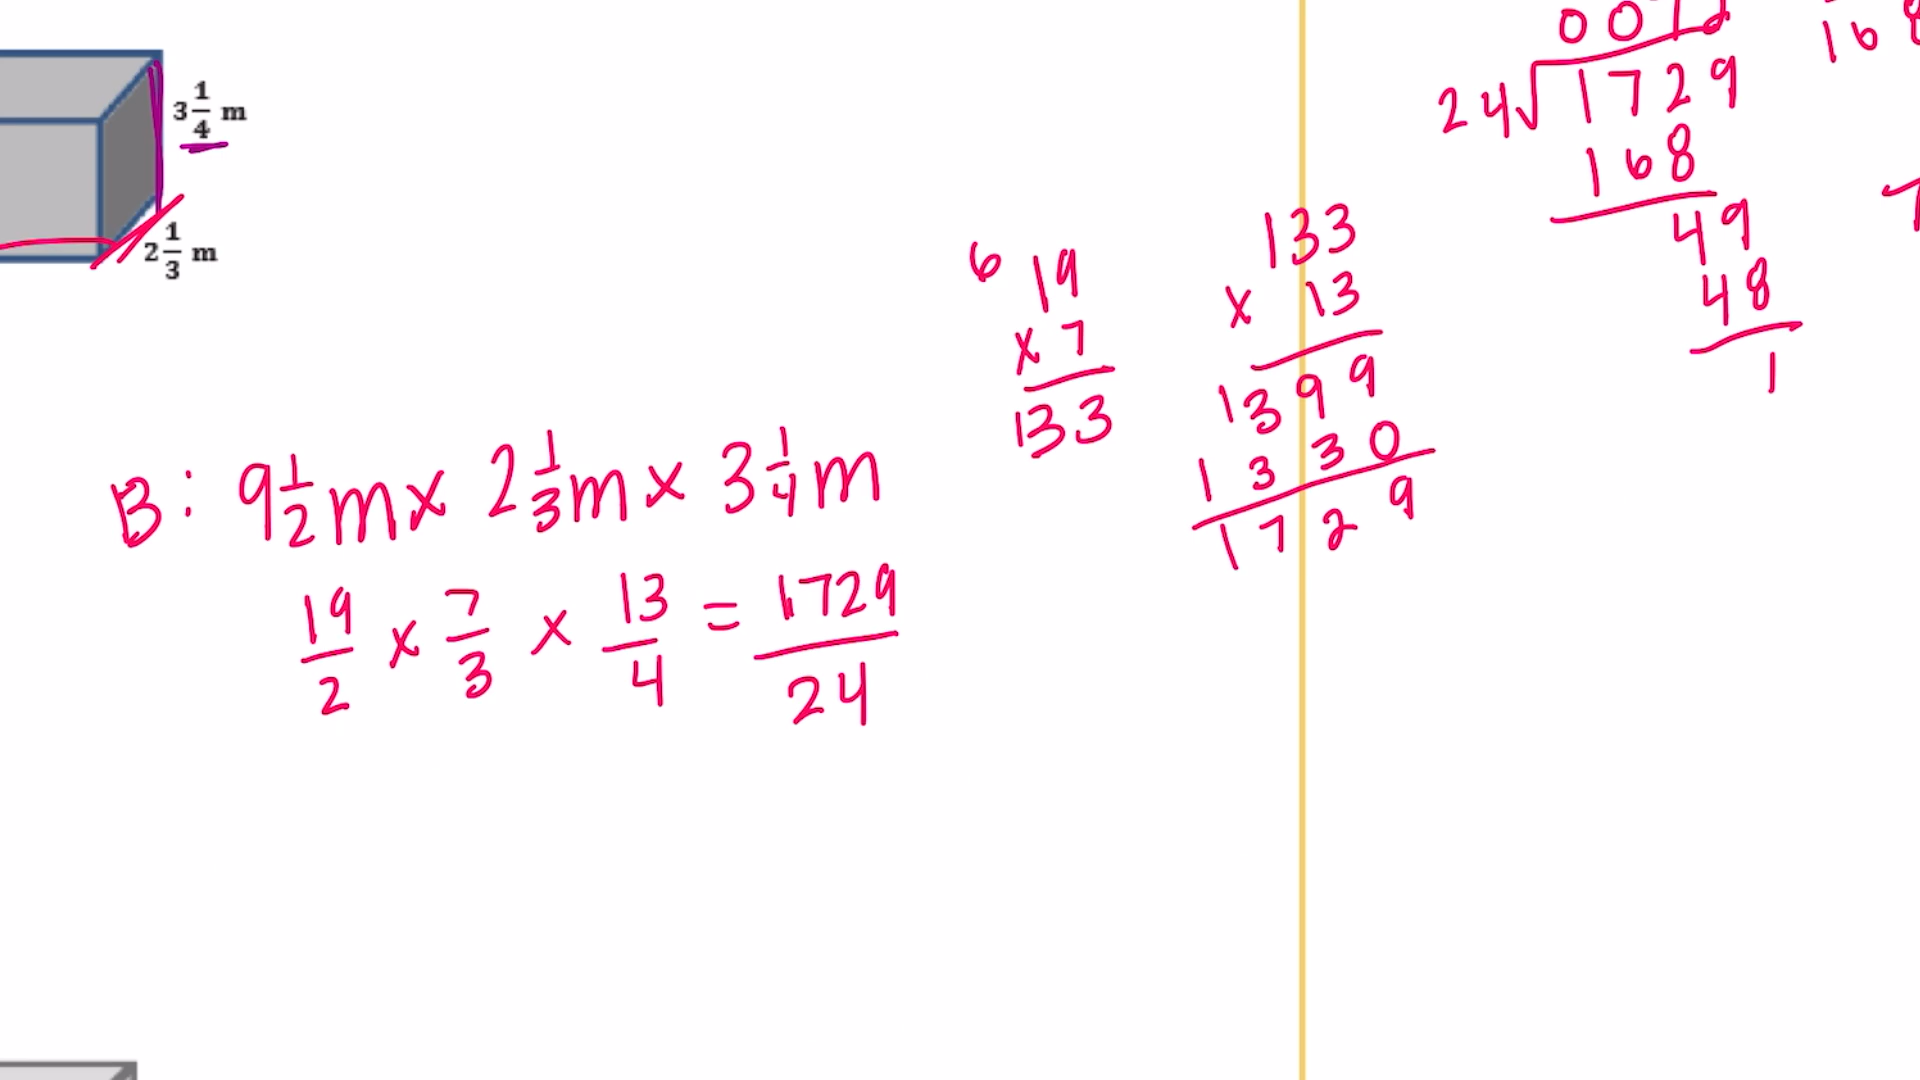 3 1/4 m
2 1/3 m
B: 9 1/2 m x 2 1/3 m x 3 1/4 m
19/2 x 7/3 x 13/4 = 1729/24
6
19
x 7
133
133
x 13
1399
1330
1729
0072
24√1729
168
49
48
1